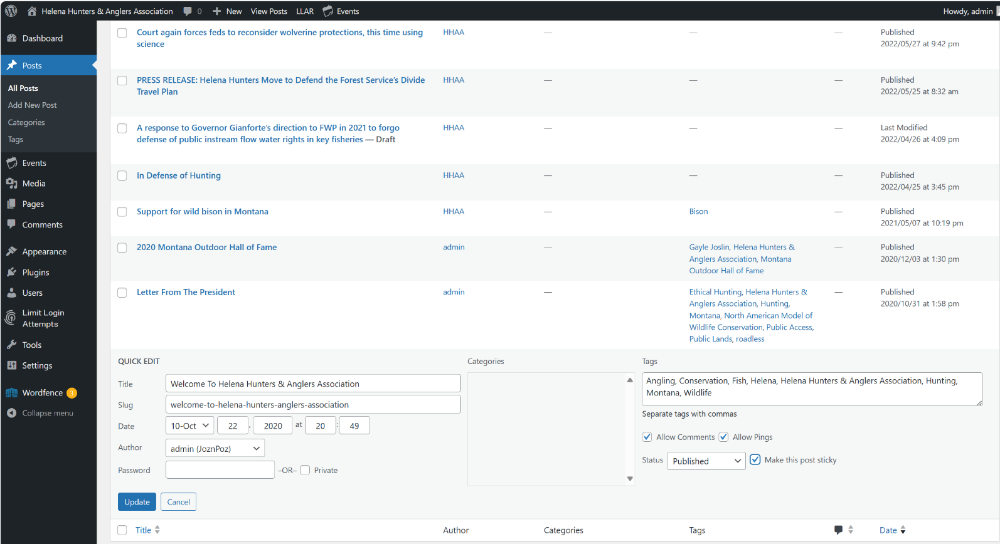 Helena Hunters & Anglers Association 0 New View Posts LLAR Events Howdy, admin
Dashboard
Posts
All Posts
Add New Post
Categories
Tags
Events
Media
Pages
Comments
Appearance
Plugins
Users
Limit Login
Attempts
Tools
Settings
Wordfence 3
Collapse menu
Court again forces feds to reconsider wolverine protections, this time using
science
HHAA
—
—
—
Published
2022/05/27 at 9:42 pm
PRESS RELEASE: Helena Hunters Move to Defend the Forest Service’s Divide
Travel Plan
HHAA
—
—
—
Published
2022/05/25 at 8:32 am
A response to Governor Gianforte’s direction to FWP in 2021 to forgo
defense of public instream flow water rights in key fisheries — Draft
HHAA
—
—
—
Last Modified
2022/04/26 at 4:09 pm
In Defense of Hunting
HHAA
—
—
—
Published
2022/04/25 at 3:45 pm
Support for wild bison in Montana
HHAA
—
Bison
—
Published
2021/05/07 at 10:19 pm
2020 Montana Outdoor Hall of Fame
admin
—
Gayle Joslin, Helena Hunters &
Anglers Association, Montana
Outdoor Hall of Fame
—
Published
2020/12/03 at 1:30 pm
Letter From The President
admin
—
Ethical Hunting, Helena Hunters &
Anglers Association, Hunting,
Montana, North American Model of
Wildlife Conservation, Public Access,
Public Lands, roadless
—
Published
2020/10/31 at 1:58 pm
QUICK EDIT
Title Welcome To Helena Hunters & Anglers Association
Slug welcome-to-helena-hunters-anglers-association
Date 10-Oct 22 , 2020 at 20 : 49
Author admin (JoznPoz)
Password –OR– Private
Categories
Tags
Angling, Conservation, Fish, Helena, Helena Hunters & Anglers Association, Hunting,
Montana, Wildlife
Separate tags with commas
Allow Comments Allow Pings
Status Published Make this post sticky
Update Cancel
Title Author Categories Tags Date